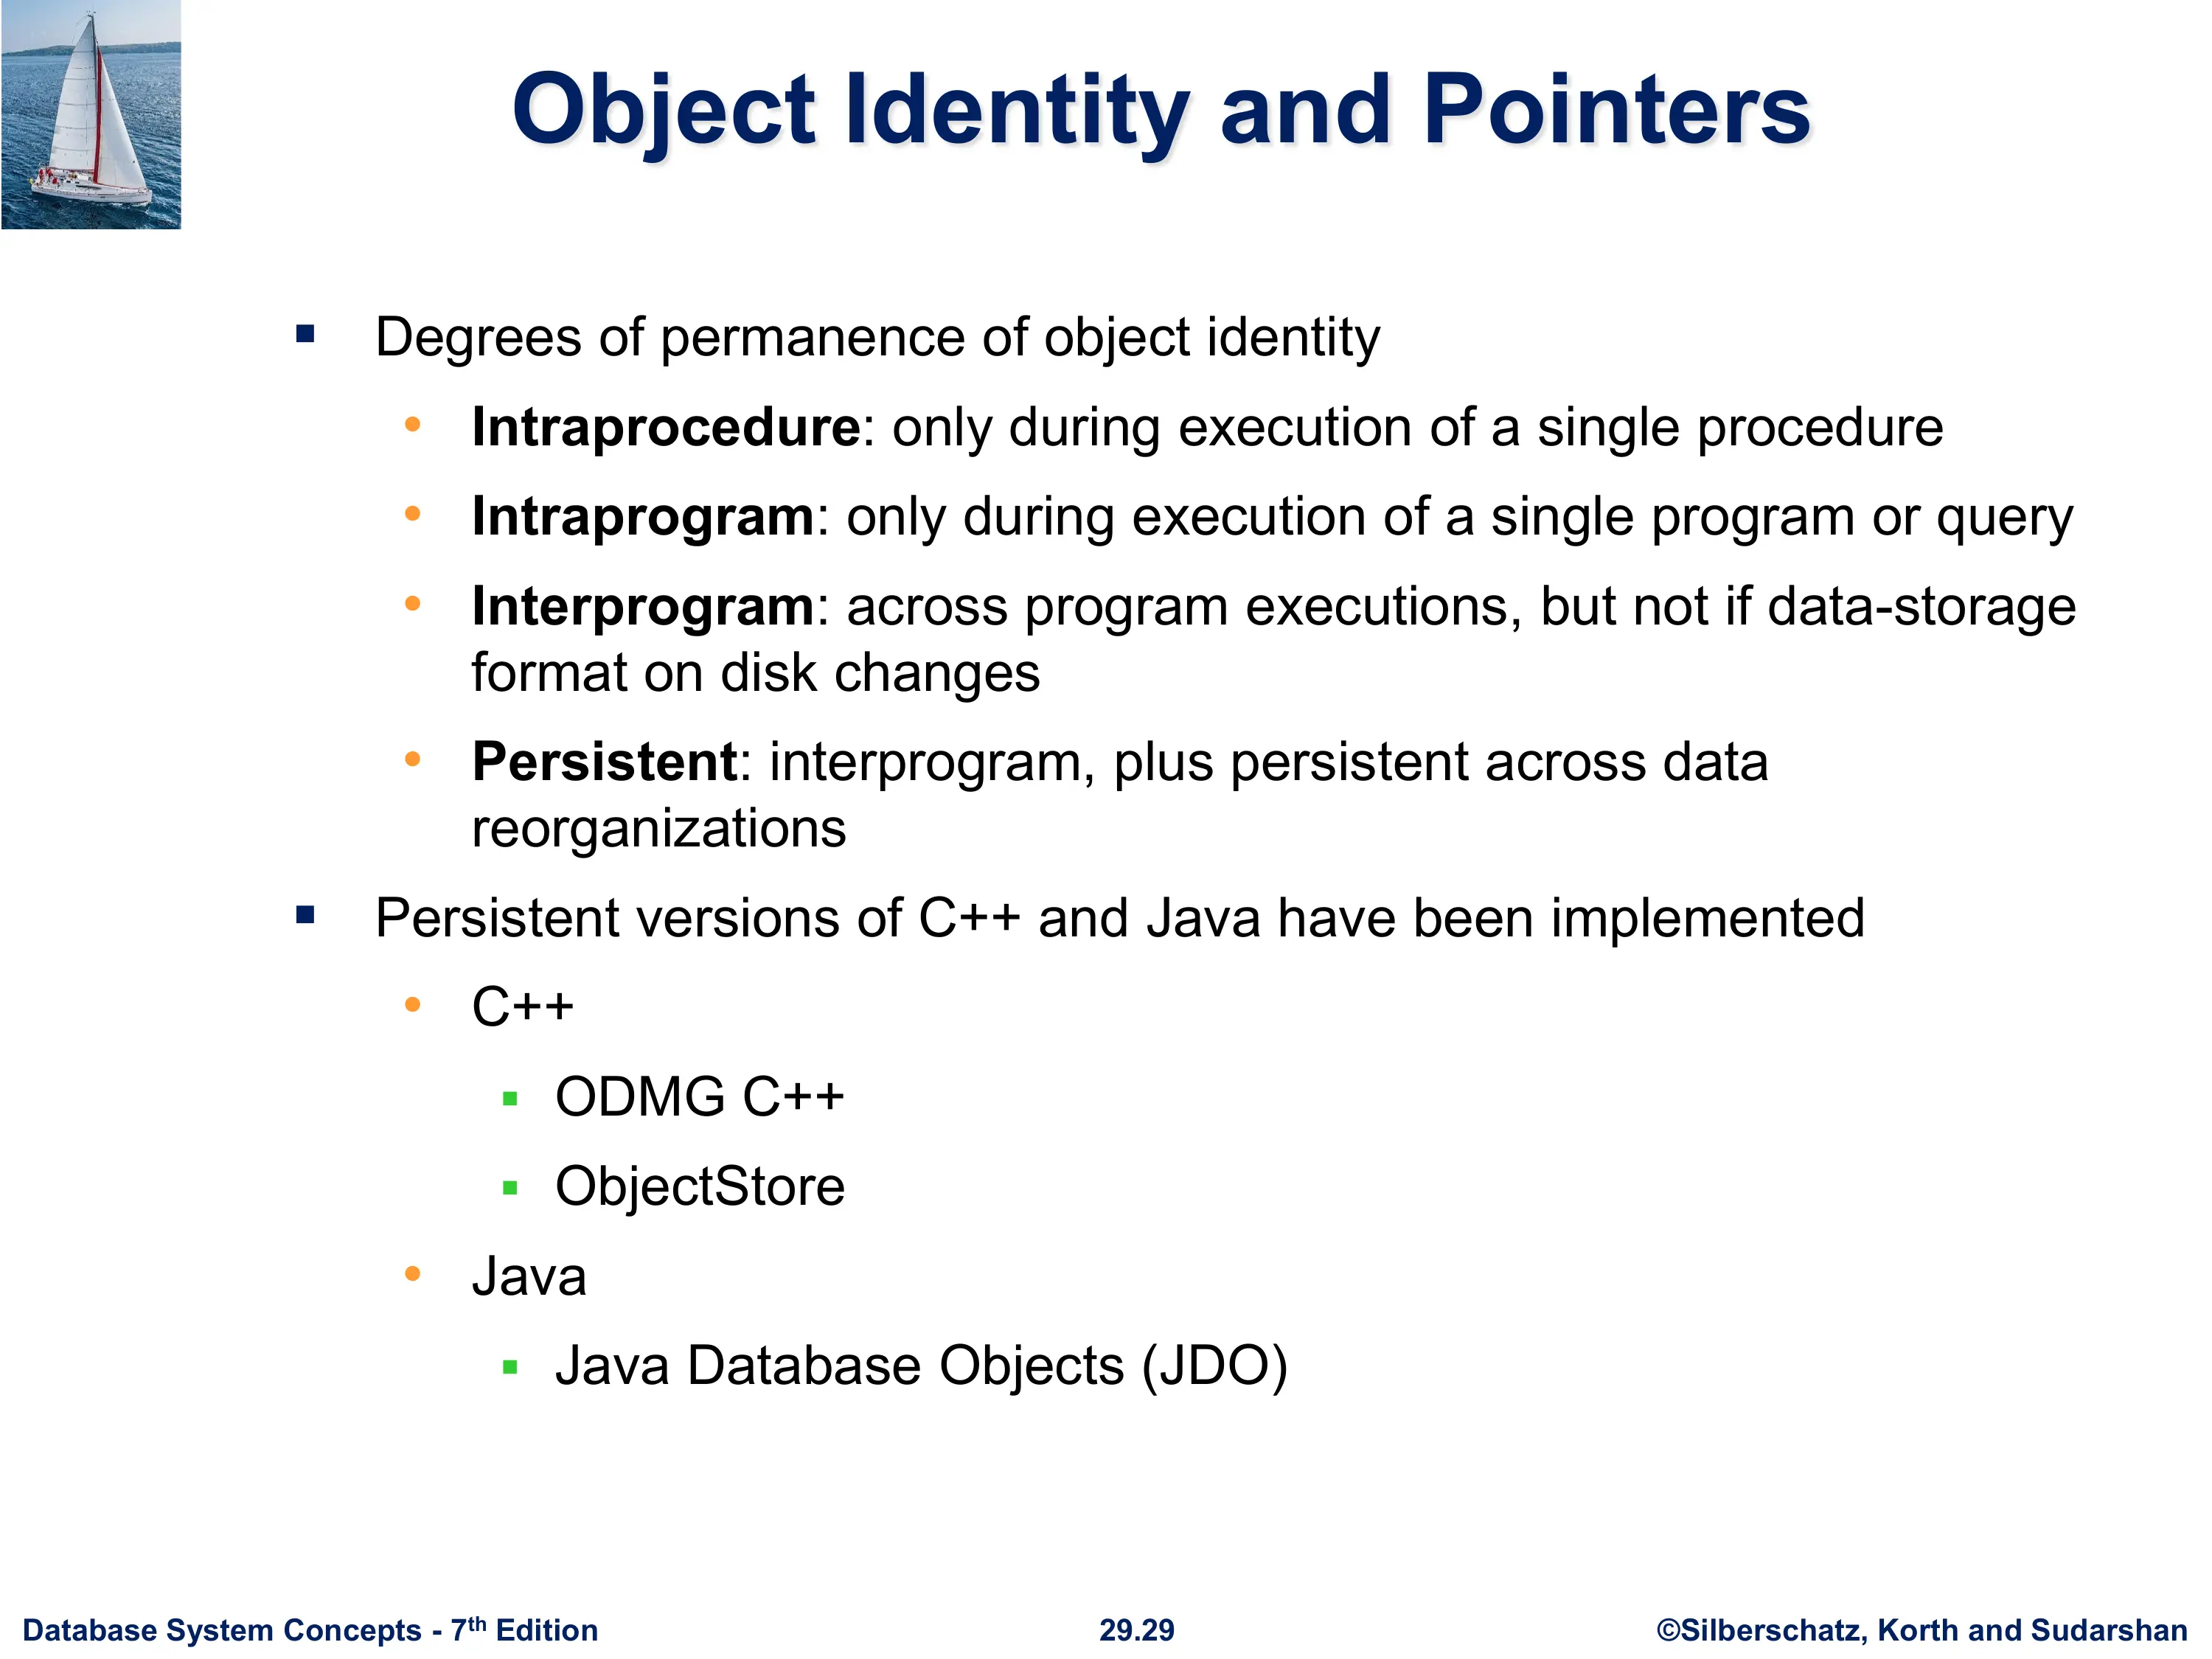 Object Identity and Pointers
▪ Degrees of permanence of object identity
• Intraprocedure: only during execution of a single procedure
• Intraprogram: only during execution of a single program or query
• Interprogram: across program executions, but not if data-storage
format on disk changes
• Persistent: interprogram, plus persistent across data
reorganizations
▪ Persistent versions of C++ and Java have been implemented
• C++
▪ ODMG C++
▪ ObjectStore
• Java
▪ Java Database Objects (JDO)
Database System Concepts - 7th Edition 29.29 ©Silberschatz, Korth and Sudarshan